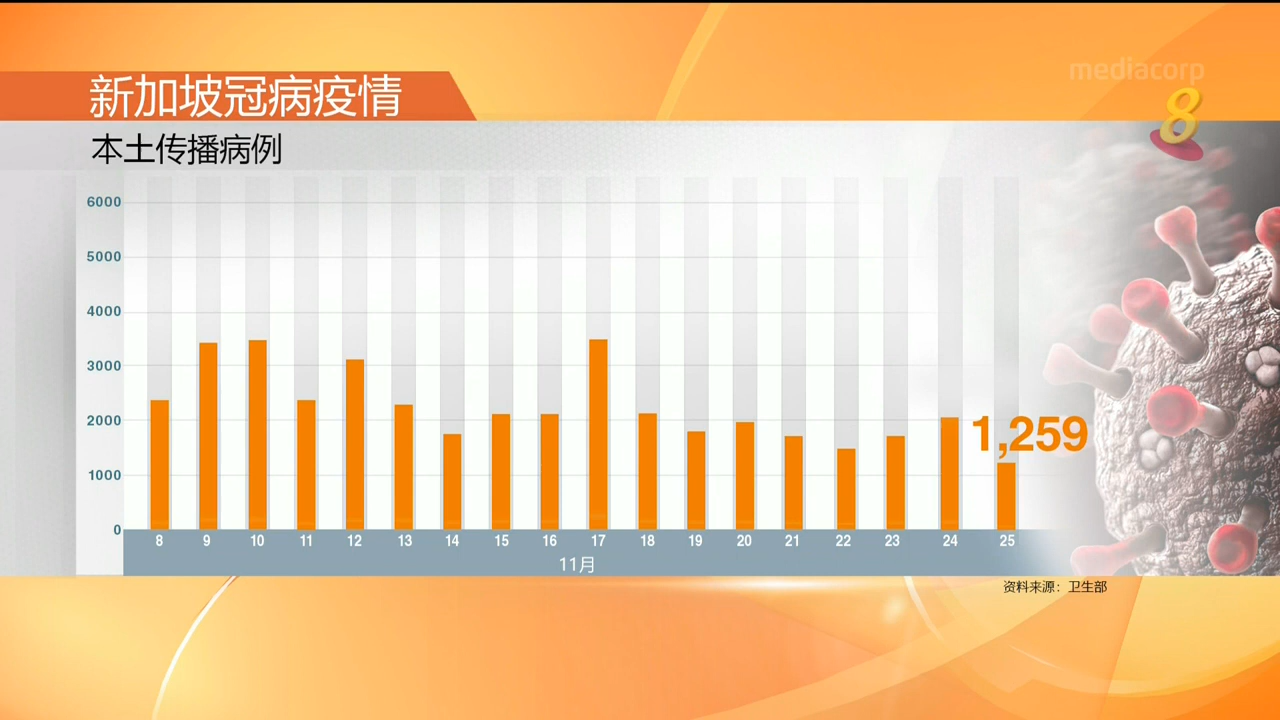 mediacorp
8
新加坡冠病疫情
本土传播病例
6000
5000
4000
3000
2000
1000
0
1,259
8 9 10 11 12 13 14 15 16 17 18 19 20 21 22 23 24 25
11月
资料来源：卫生部